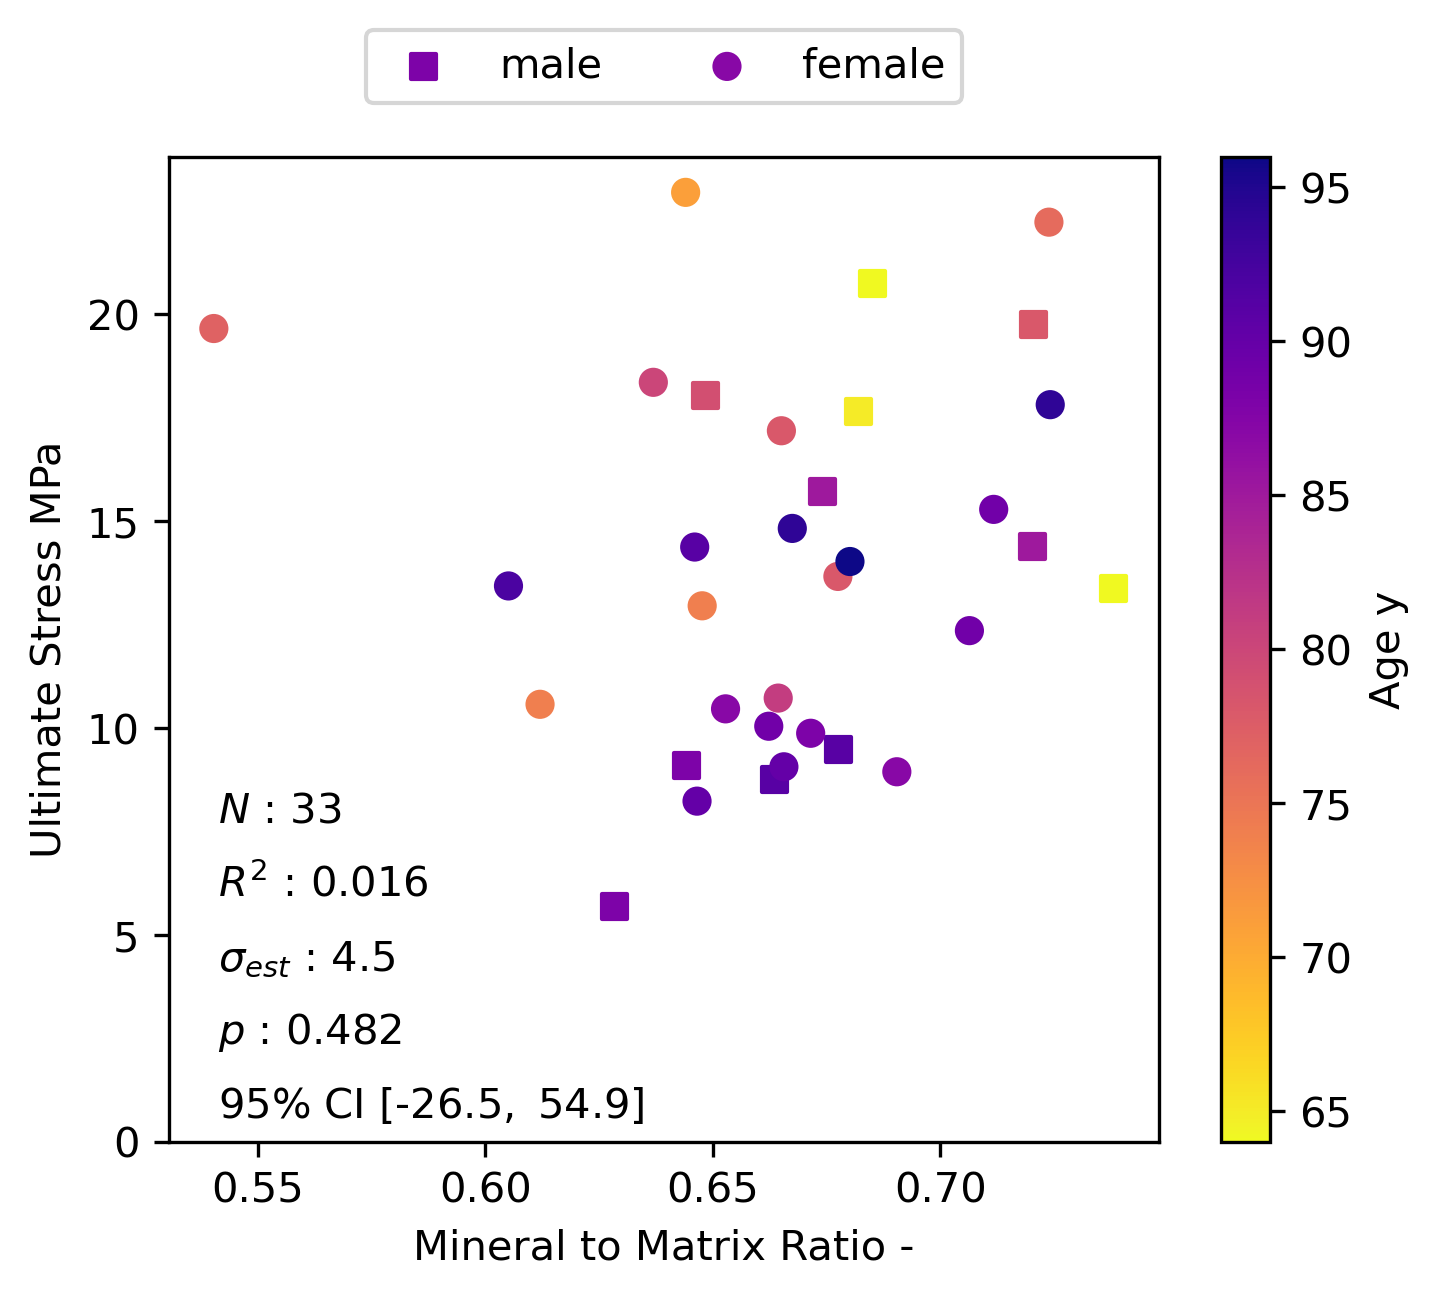 male female
20
15
10
5
0
Ultimate Stress MPa
N : 33
R² : 0.016
σ_est : 4.5
p : 0.482
95% CI [-26.5, 54.9]
0.55 0.60 0.65 0.70
Mineral to Matrix Ratio -
95
90
85
80
75
70
65
Age y